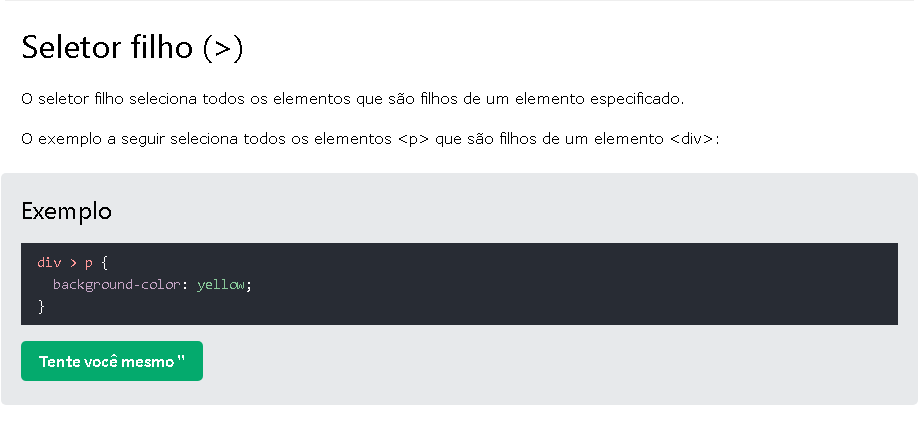 Seletor filho (>)
O seletor filho seleciona todos os elementos que são filhos de um elemento especificado.
O exemplo a seguir seleciona todos os elementos <p> que são filhos de um elemento <div>:
Exemplo
div > p {
  background-color: yellow;
}
Tente você mesmo "